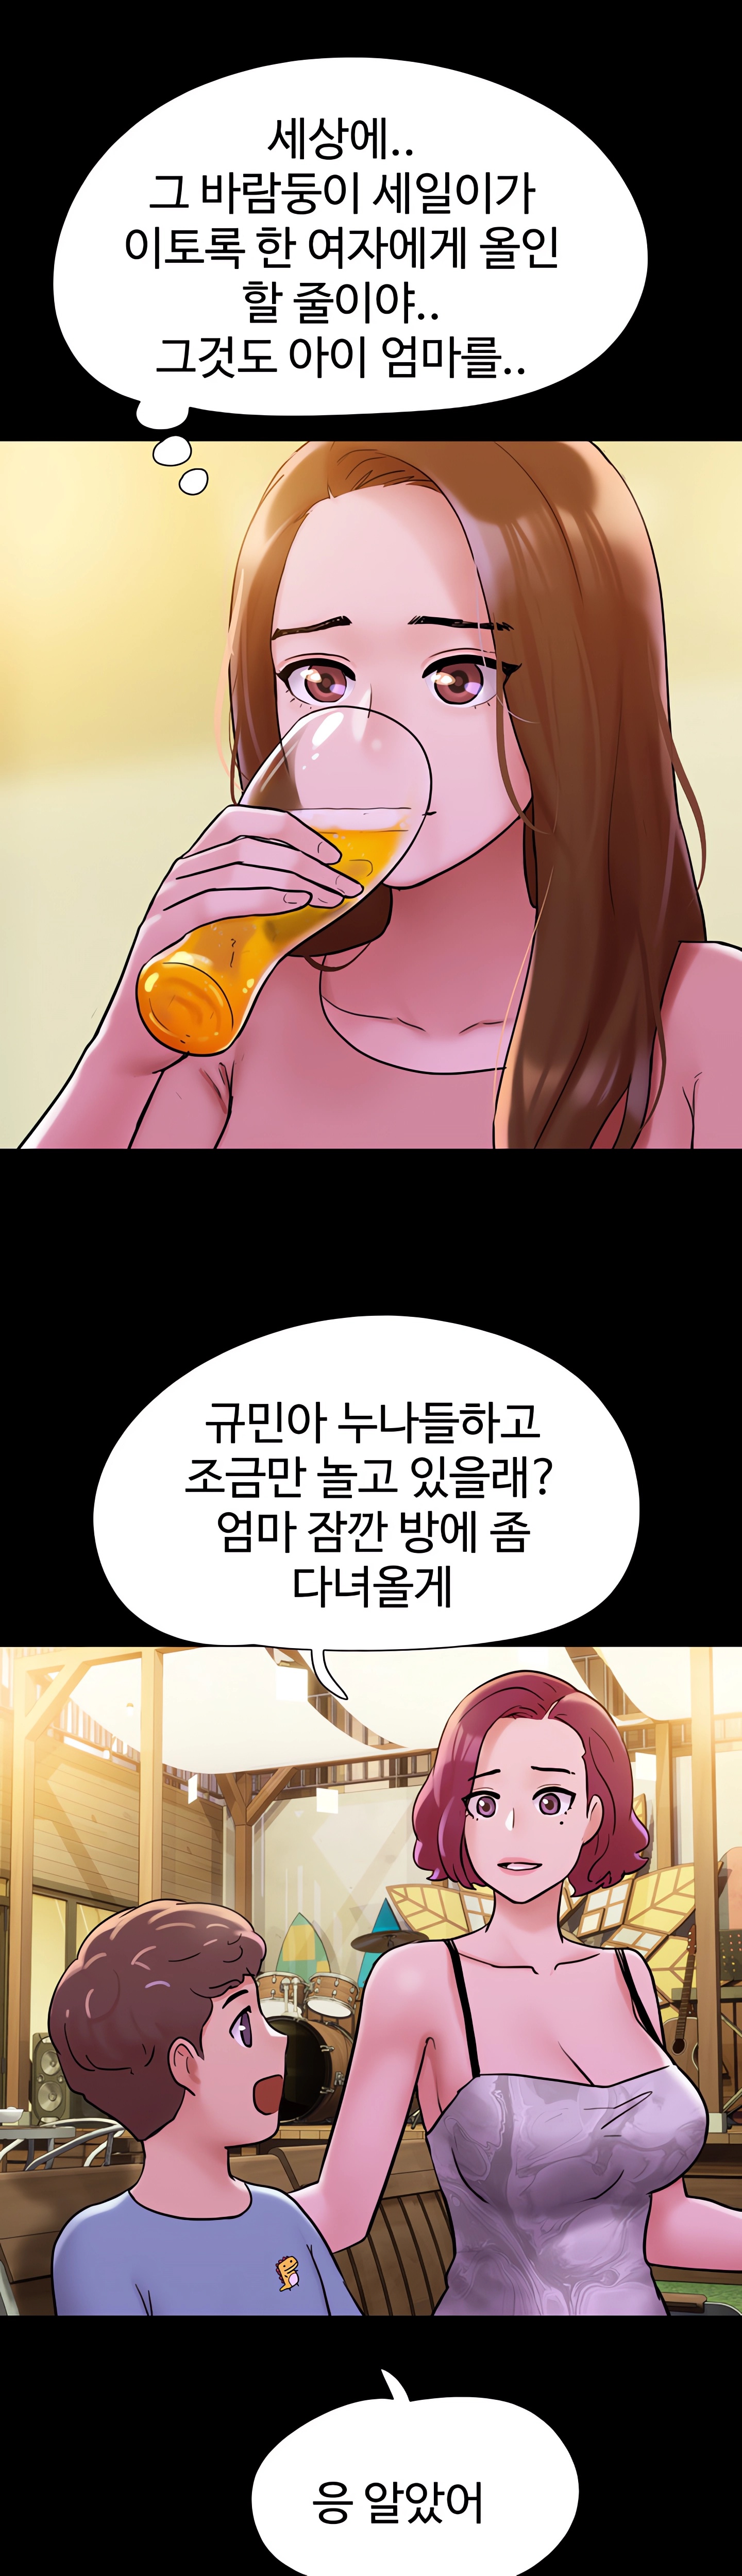 세상에..
그 바람둥이 세일이가
이토록 한 여자에게 올인
할 줄이야..
그것도 아이 엄마를..
규민아 누나들하고
조금만 놀고 있을래?
엄마 잠깐 방에 좀
다녀올게
응 알았어